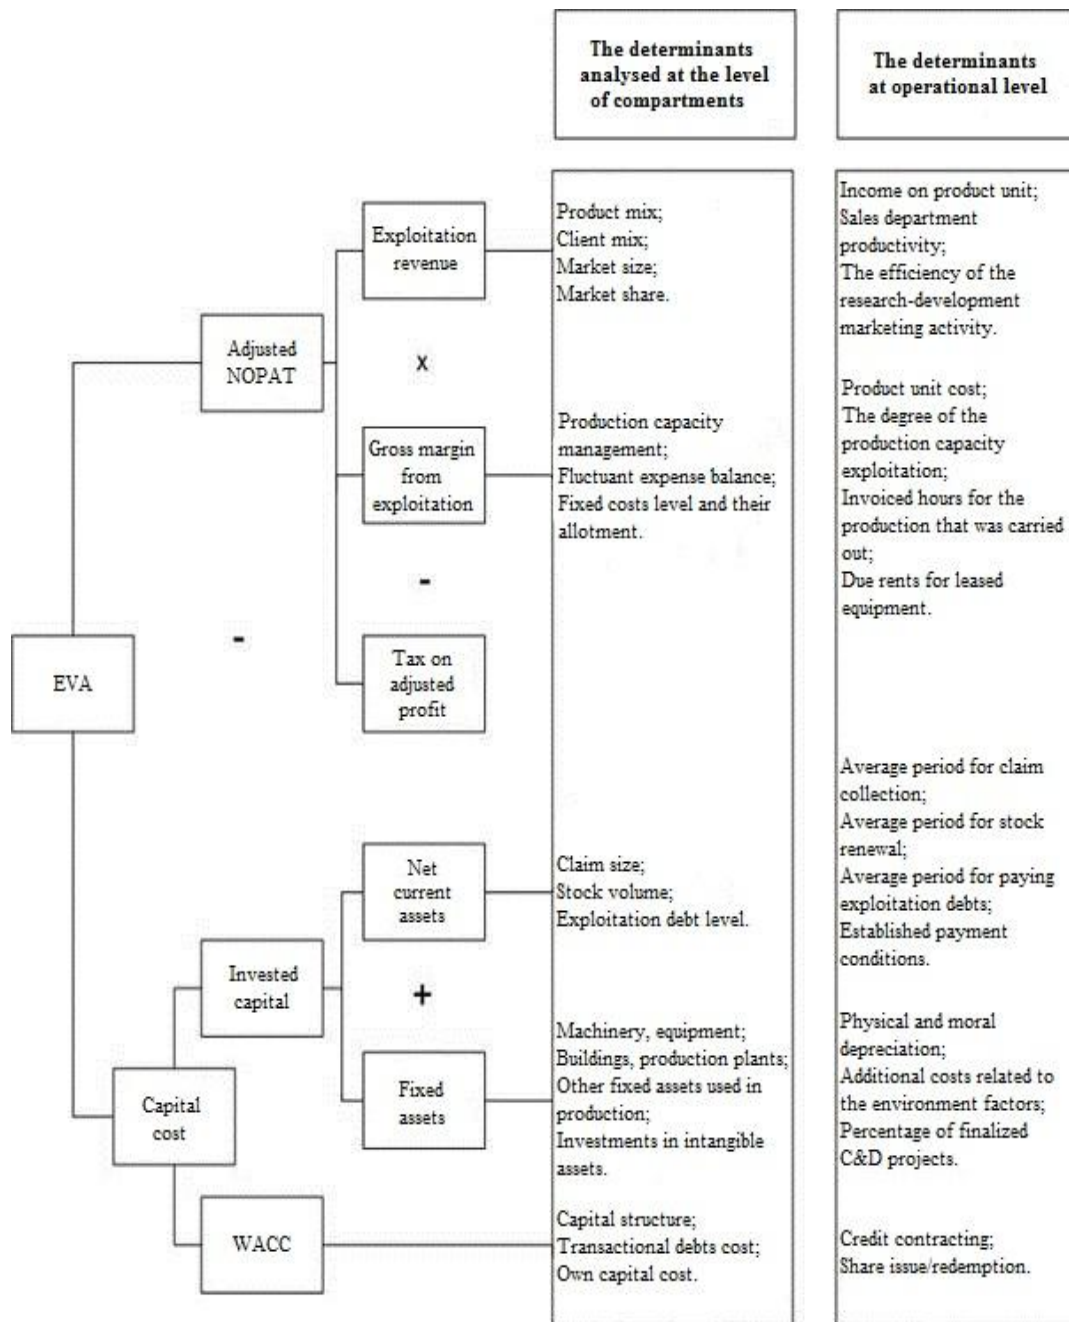 The determinants
analysed at the level
of compartments
The determinants
at operational level
EVA
-
Adjusted
NOPAT
Exploitation
revenue
x
Gross margin
from
exploitation
-
Tax on
adjusted
profit
Capital
cost
Invested
capital
Net
current
assets
+
Fixed
assets
WACC
Product mix;
Client mix;
Market size;
Market share.
Production capacity
management;
Fluctuant expense balance;
Fixed costs level and their
allotment.
Claim size;
Stock volume;
Exploitation debt level.
Machinery, equipment;
Buildings, production plants;
Other fixed assets used in
production;
Investments in intangible
assets.
Capital structure;
Transactional debts cost;
Own capital cost.
Income on product unit;
Sales department
productivity;
The efficiency of the
research-development
marketing activity.
Product unit cost;
The degree of the
production capacity
exploitation;
Invoiced hours for the
production that was carried
out;
Due rents for leased
equipment.
Average period for claim
collection;
Average period for stock
renewal;
Average period for paying
exploitation debts;
Established payment
conditions.
Physical and moral
depreciation;
Additional costs related to
the environment factors;
Percentage of finalized
C&D projects.
Credit contracting;
Share issue/redemption.